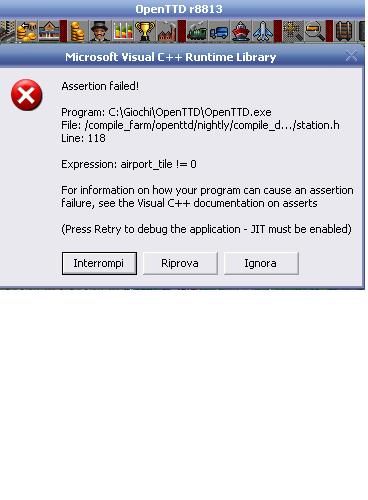 OpenTTD r8813
Microsoft Visual C++ Runtime Library
Assertion failed!
Program: C:\Giochi\OpenTTD\OpenTTD.exe
File: /compile_farm/openttd/nightly/compile_d.../station.h
Line: 118
Expression: airport_tile != 0
For information on how your program can cause an assertion
failure, see the Visual C++ documentation on asserts
(Press Retry to debug the application - JIT must be enabled)
Interrompi
Riprova
Ignora